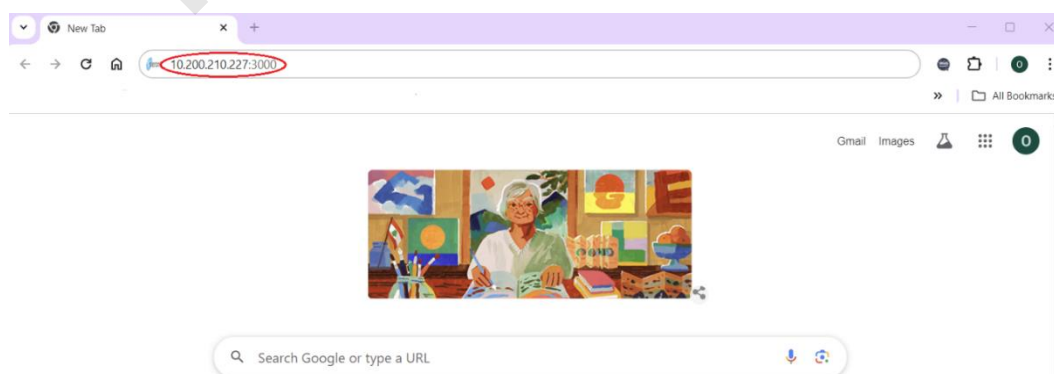 New Tab
10.200.210.227:3000
All Bookmarks
Gmail Images
O
Search Google or type a URL